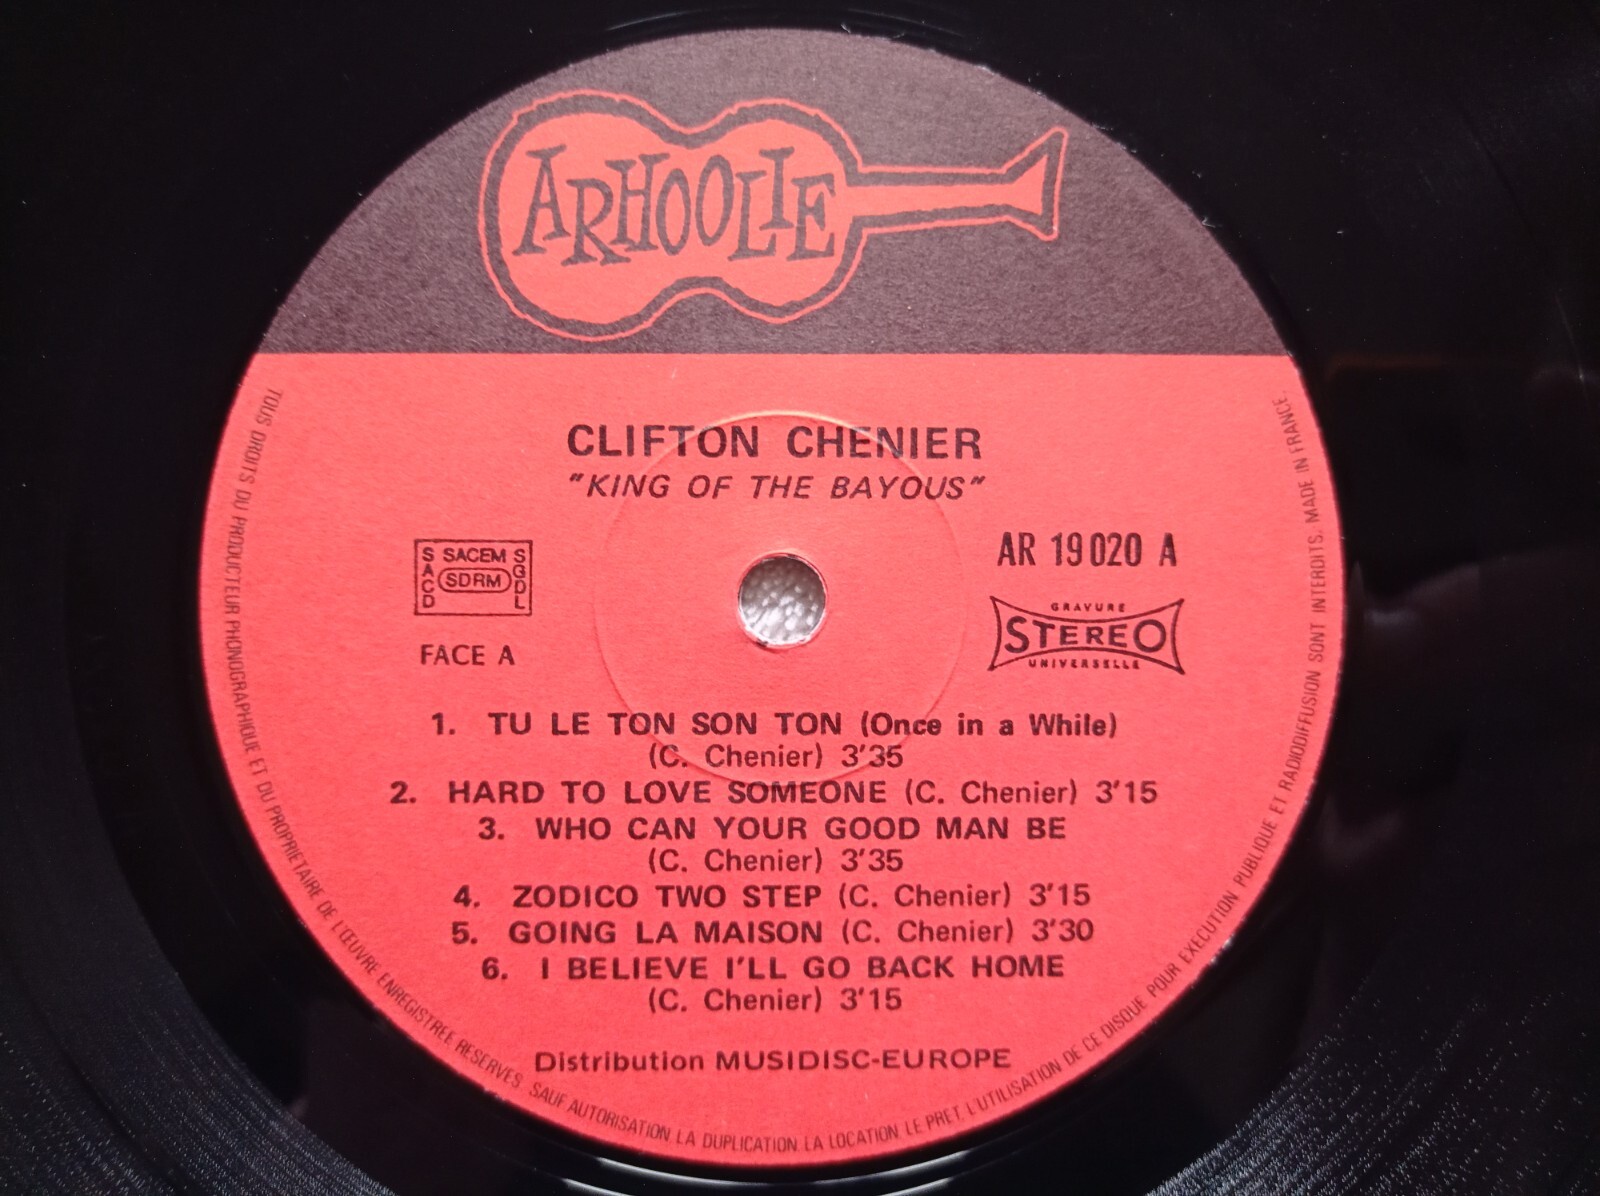 ARHOOLIE
CLIFTON CHENIER
"KING OF THE BAYOUS"
S SACEM S
A SDRM G
C D
D L
FACE A
AR 19020 A
GRAVURE
STEREO
UNIVERSELLE
1. TU LE TON SON TON (Once in a While)
(C. Chenier) 3'35
2. HARD TO LOVE SOMEONE (C. Chenier) 3'15
3. WHO CAN YOUR GOOD MAN BE
(C. Chenier) 3'35
4. ZODICO TWO STEP (C. Chenier) 3'15
5. GOING LA MAISON (C. Chenier) 3'30
6. I BELIEVE I'LL GO BACK HOME
(C. Chenier) 3'15
Distribution MUSIDISC-EUROPE
TOUS DROITS DU PRODUCTEUR PHONOGRAPHIQUE ET DU PROPRIETAIRE DE L'ŒUVRE ENREGISTREE RESERVES. SAUF AUTORISATION LA DUPLICATION LA LOCATION LE PRET, L'UTILISATION DE CE DISQUE POUR EXECUTION PUBLIQUE ET RADIODIFFUSION SONT INTERDITS. MADE IN FRANCE.